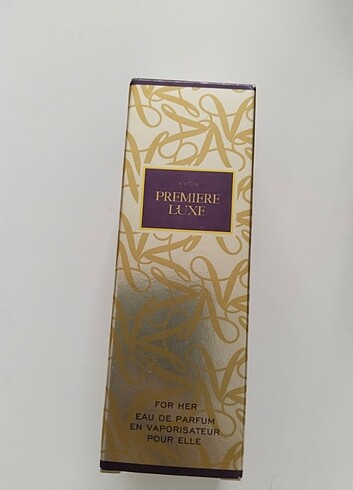 AVON
PREMIERE
LUXE
FOR HER
EAU DE PARFUM
EN VAPORISATEUR
POUR ELLE